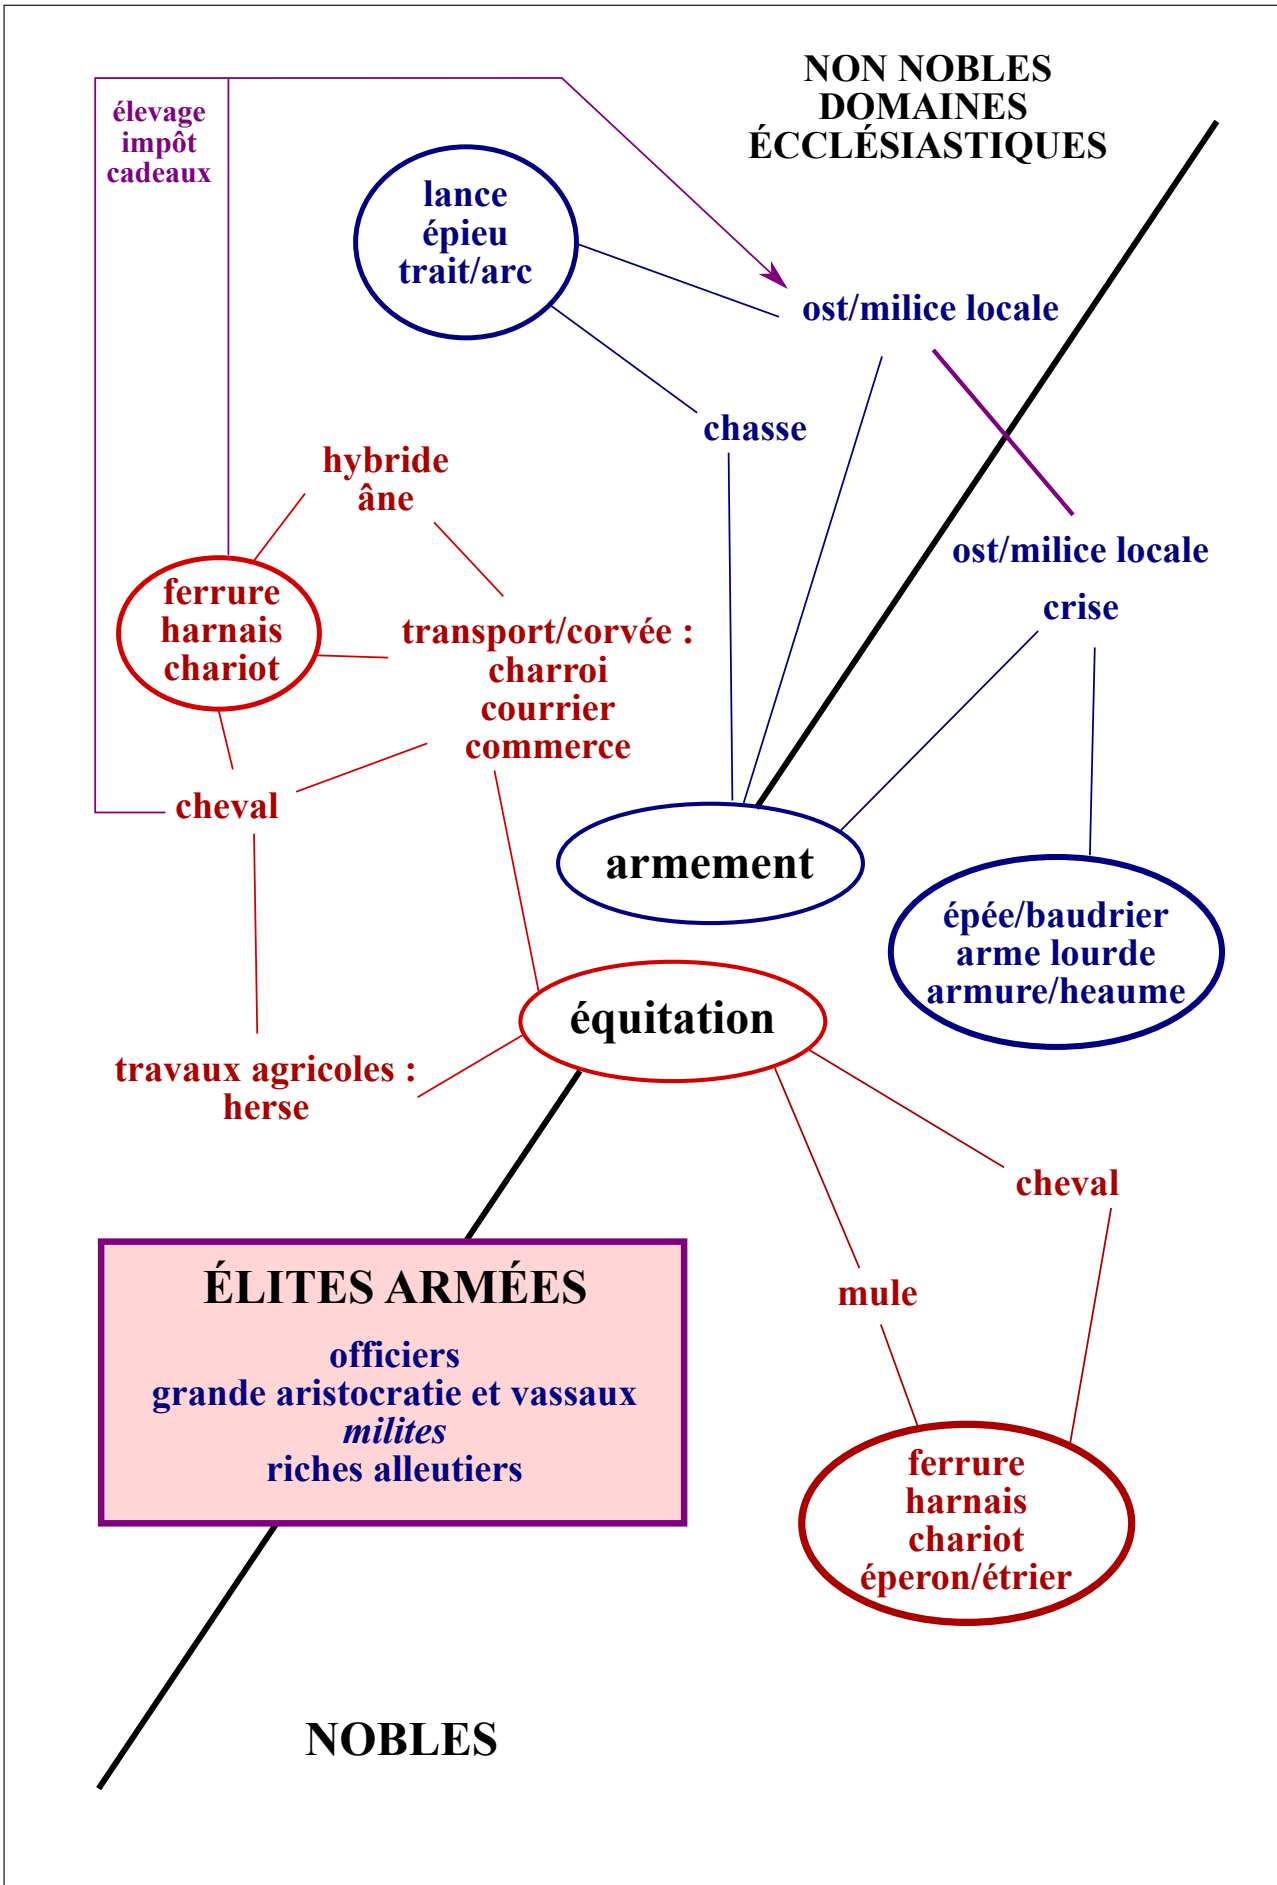 NON NOBLES
DOMAINES
ÉCCLÉSIASTIQUES
élevage
impôt
cadeaux
lance
épieu
trait/arc
ost/milice locale
chasse
hybride
âne
ost/milice locale
crise
ferrure
harnais
chariot
transport/corvée :
charroi
courrier
commerce
cheval
armement
épée/baudrier
arme lourde
armure/heaume
équitation
travaux agricoles :
herse
cheval
mule
ÉLITES ARMÉES
officiers
grande aristocratie et vassaux
milites
riches alleutiers
ferrure
harnais
chariot
éperon/étrier
NOBLES